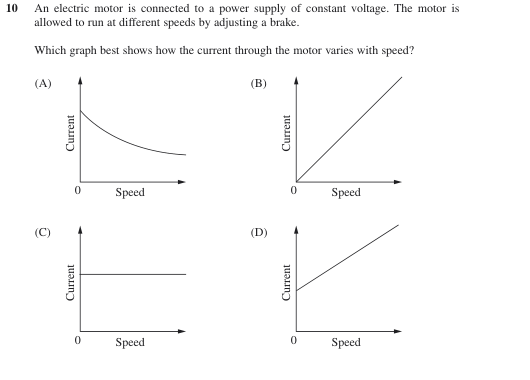 10 An electric motor is connected to a power supply of constant voltage. The motor is
allowed to run at different speeds by adjusting a brake.
Which graph best shows how the current through the motor varies with speed?
(A)
Current
0
Speed
(B)
Current
0
Speed
(C)
Current
0
Speed
(D)
Current
0
Speed